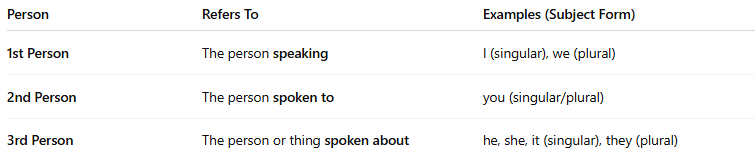 Person Refers To Examples (Subject Form)
1st Person The person speaking I (singular), we (plural)
2nd Person The person spoken to you (singular/plural)
3rd Person The person or thing spoken about he, she, it (singular), they (plural)